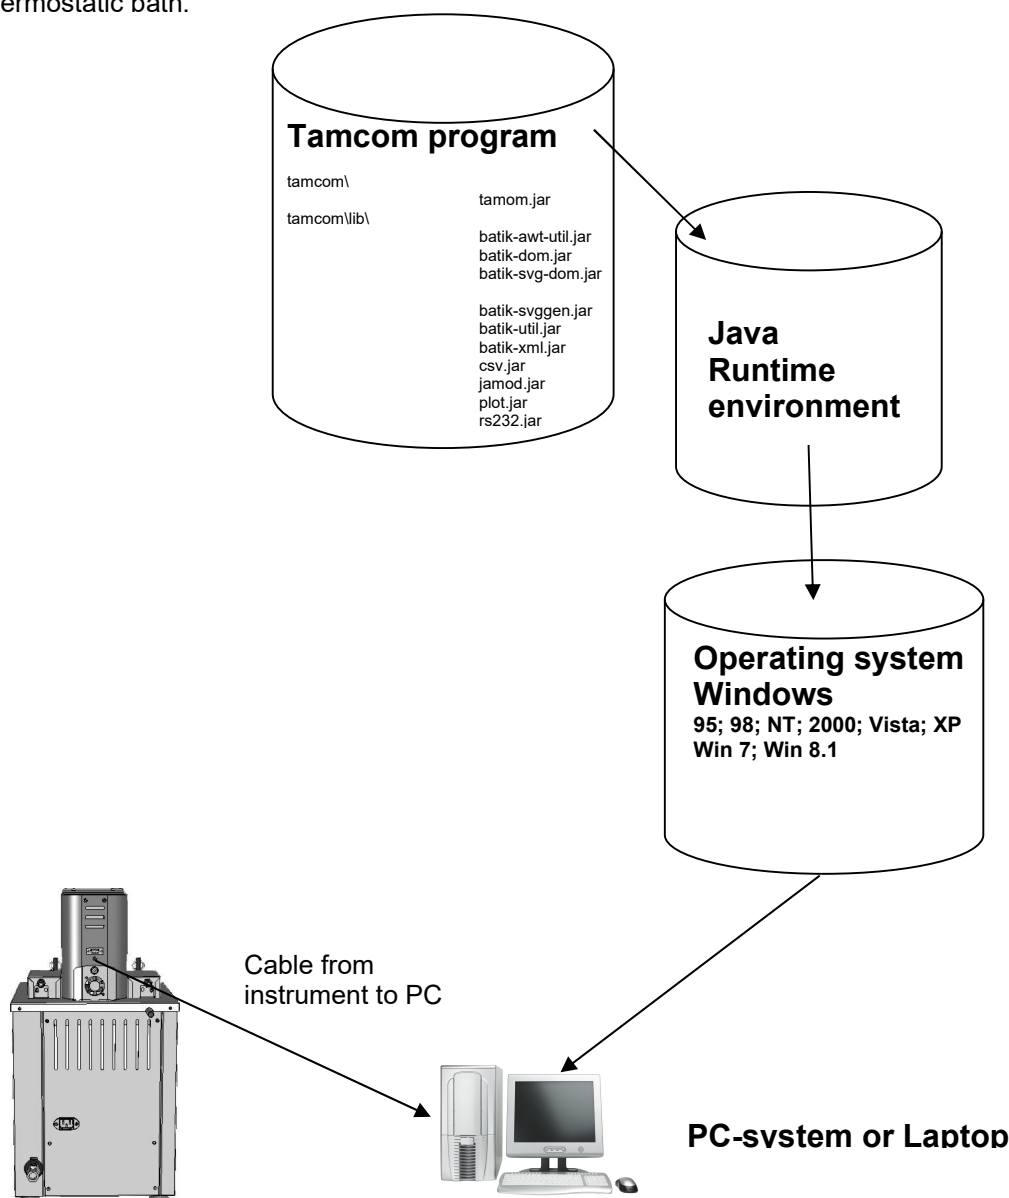 ermostatic bath.
Tamcom program
tamcom\
tamom.jar
tamcom\lib\
batik-awt-util.jar
batik-dom.jar
batik-svg-dom.jar
batik-svggen.jar
batik-util.jar
batik-xml.jar
csv.jar
jamod.jar
plot.jar
rs232.jar
Java
Runtime
environment
Operating system
Windows
95; 98; NT; 2000; Vista; XP
Win 7; Win 8.1
Cable from
instrument to PC
PC-system or Laptop